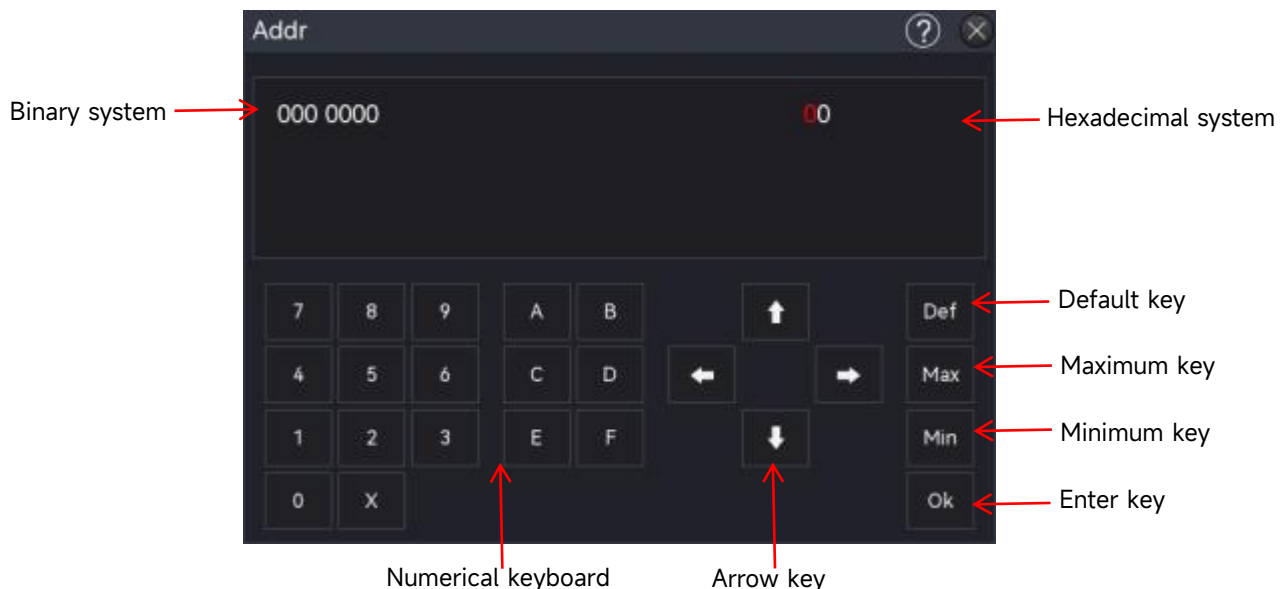 Addr
?
Binary system
000 0000
00
Hexadecimal system
7 8 9 A B Def
Default key
4 5 6 C D Max
Maximum key
1 2 3 E F Min
Minimum key
0 X Ok
Enter key
Numerical keyboard
Arrow key